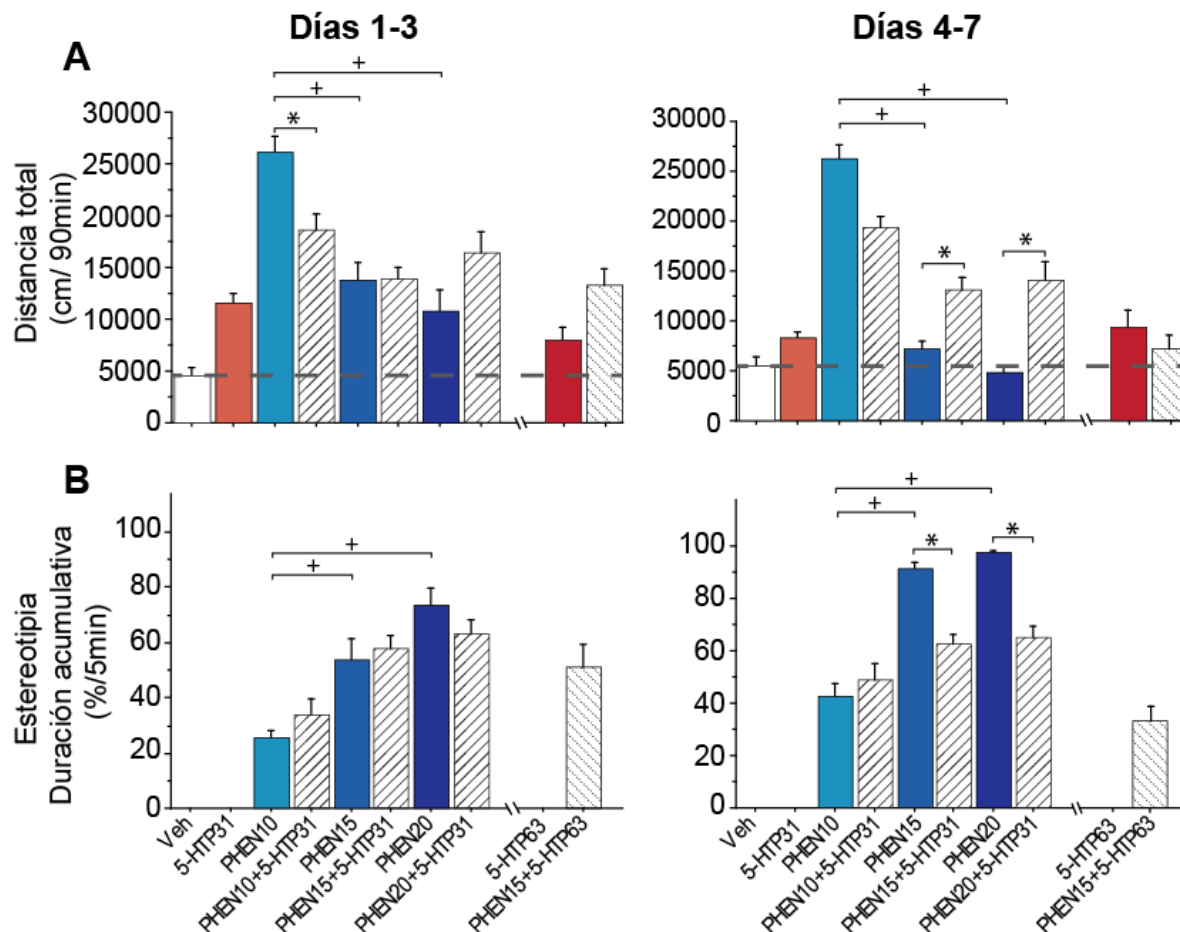 Días 1-3
Días 4-7
A
Distancia total
(cm/ 90min)
30000
25000
20000
15000
10000
5000
0
+
+
*
30000
25000
20000
15000
10000
5000
0
+
+
*
*
B
Estereotipia
Duración acumulativa
(%/5min)
100
80
60
40
20
0
+
+
100
80
60
40
20
0
+
+
*
*
Veh
5-HTP31
PHEN10
PHEN10+5-HTP31
PHEN15
PHEN15+5-HTP31
PHEN20
PHEN20+5-HTP31
5-HTP63
PHEN15+5-HTP63
Veh
5-HTP31
PHEN10
PHEN10+5-HTP31
PHEN15
PHEN15+5-HTP31
PHEN20
PHEN20+5-HTP31
5-HTP63
PHEN15+5-HTP63